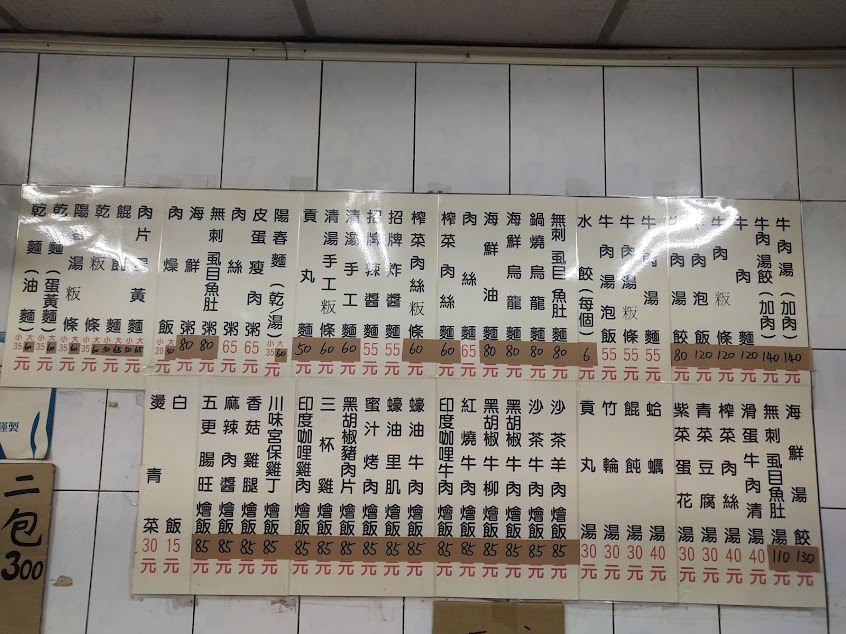 牛肉湯(加肉)140元
牛肉湯餃(加肉)140元
牛肉麵120元
牛肉粄條120元
牛肉泡飯120元
牛肉湯餃80元
牛肉湯麵55元
牛肉湯粄條55元
牛肉湯泡飯55元
水餃(每個)6元
無刺虱目魚肚麵80元
鍋燒烏龍麵80元
海鮮烏龍麵80元
海鮮油麵80元
肉絲麵65元
榨菜肉絲麵60元
榨菜肉絲粄條60元
招牌炸醬麵55元
招牌辣醬麵55元
清湯手工麵60元
清湯手工粄條60元
貢丸麵50元
陽春麵(乾/湯)小35大60元
皮蛋瘦肉粥65元
肉絲粥65元
無刺虱目魚肚粥80元
海鮮粥80元
肉燥飯小20大30元
肉片蛋黃麵小50大65元
餛飩麵小50大65元
乾粄條小35大60元
陽春湯粄條小35大60元
乾麵(蛋黃麵)小35大60元
乾麵(油麵)小35大60元
海鮮湯餃130元
無刺虱目魚肚湯110元
滑蛋牛肉清湯40元
榨菜肉絲湯40元
青菜豆腐湯30元
紫菜蛋花湯30元
蛤蠣湯40元
餛飩湯30元
竹輪湯30元
貢丸湯30元
沙茶羊肉燴飯85元
沙茶牛肉燴飯85元
黑胡椒牛肉燴飯85元
黑胡椒牛柳燴飯85元
紅燒牛肉燴飯85元
印度咖哩牛肉燴飯85元
蠔油牛肉燴飯85元
蠔油里肌燴飯85元
蜜汁烤肉燴飯85元
黑胡椒豬肉片燴飯85元
三杯雞燴飯85元
印度咖哩雞肉燴飯85元
川味宮保雞丁燴飯85元
香菇雞腿燴飯85元
麻辣肉醬燴飯85元
五更腸旺燴飯85元
白飯15元
燙青菜30元
謹製
二包300